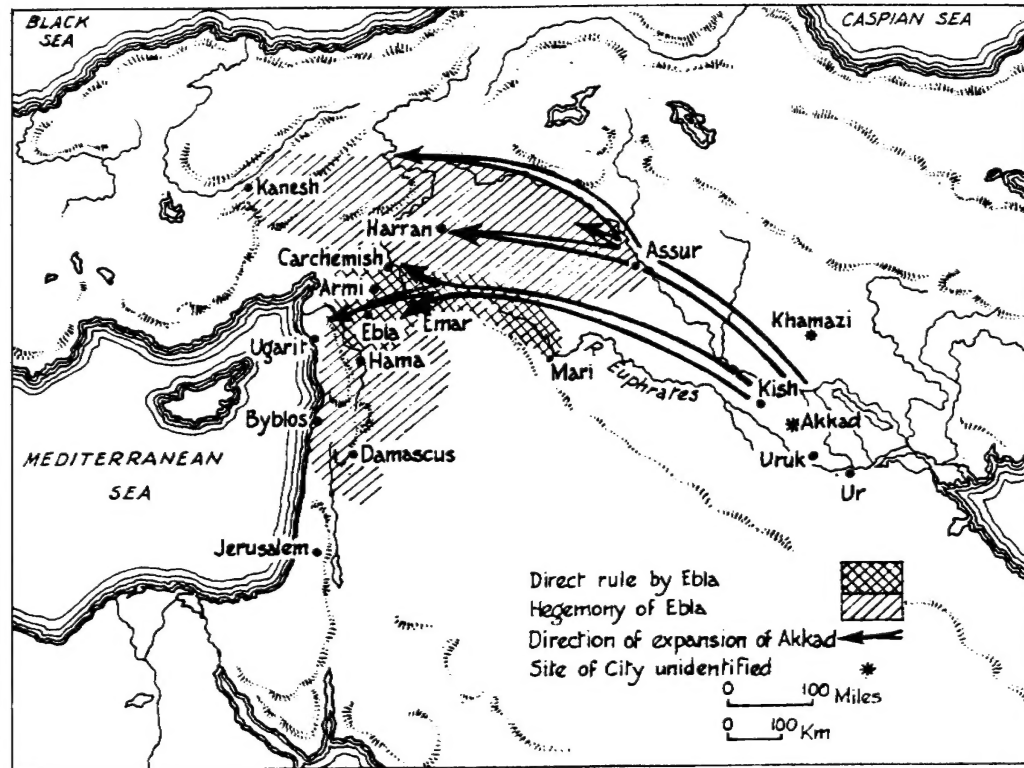 BLACK
SEA
CASPIAN SEA
Kanesh
Harran
Assur
Carchemish
Armi
Khamazi
Ebla
Emar
Ugarit
Hama
Mari
R. Euphrates
Kish
Byblos
Akkad
MEDITERRANEAN
SEA
Damascus
Uruk
Ur
Jerusalem
Direct rule by Ebla
Hegemony of Ebla
Direction of expansion of Akkad
Site of City unidentified
0 100 Miles
0 100 Km